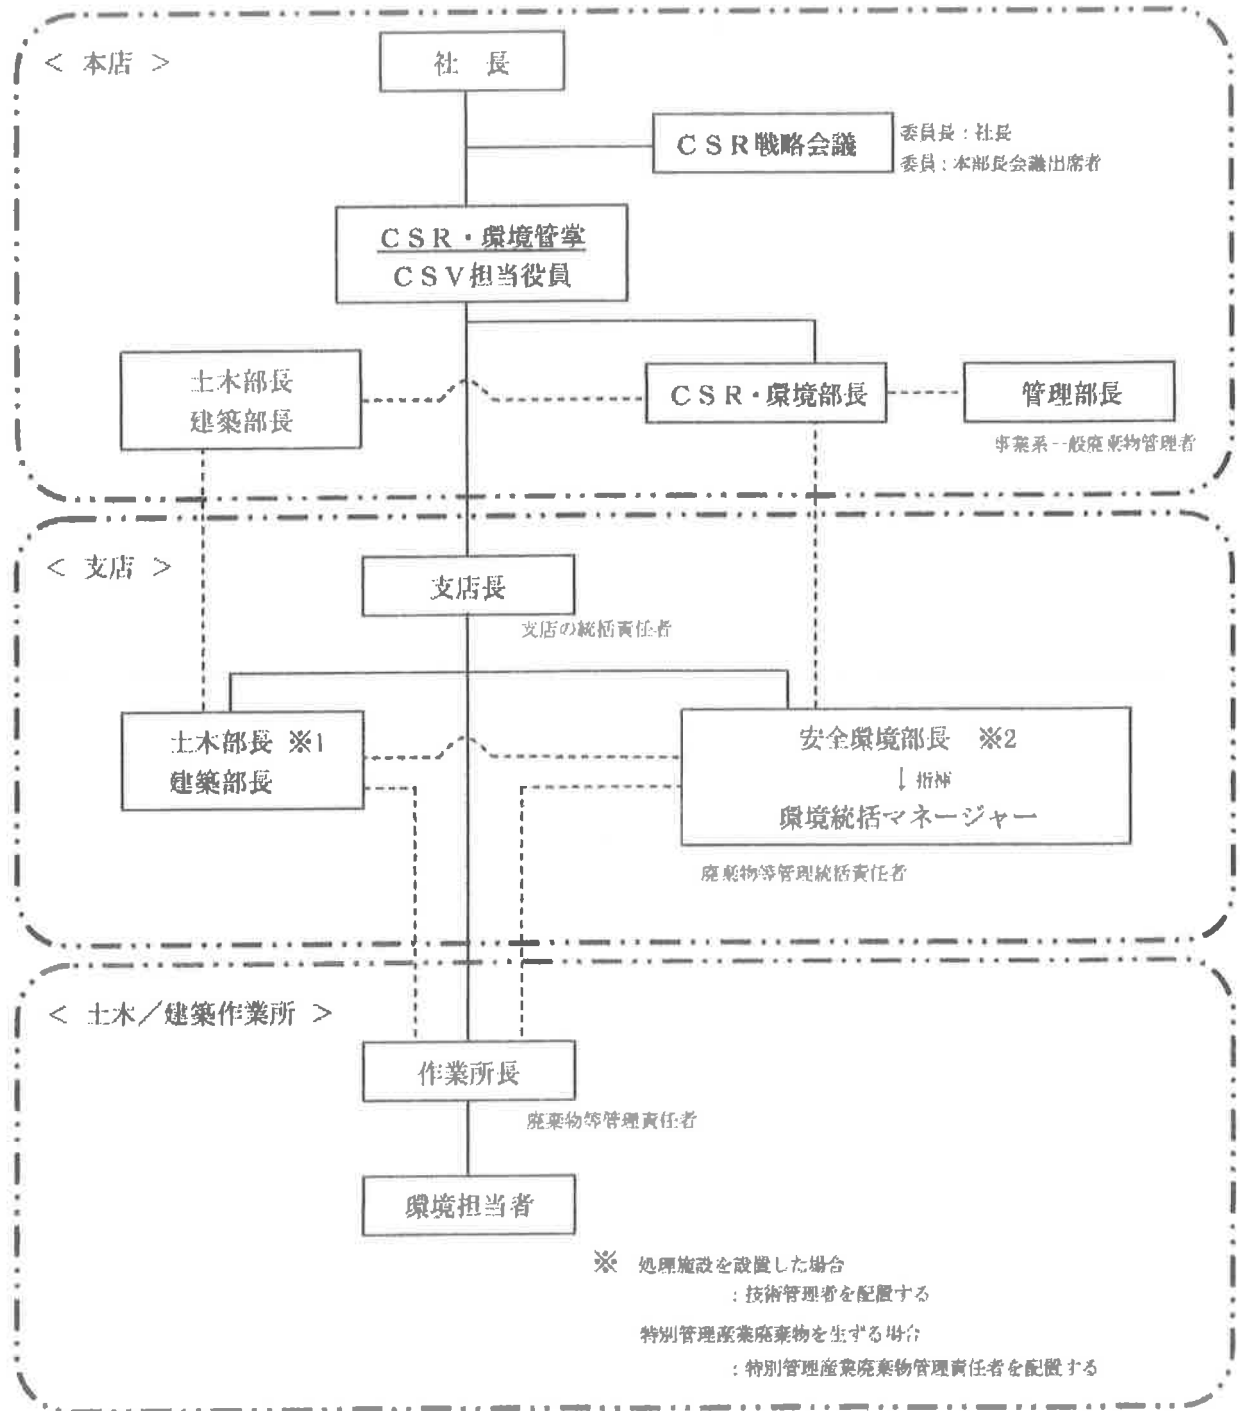 < 本店 >
社　長
ＣＳＲ戦略会議
委員長：社長
委員：本部長会議出席者
ＣＳＲ・環境管掌
ＣＳＶ担当役員
土木部長
建築部長
ＣＳＲ・環境部長
管理部長
事業系一般廃棄物管理者
< 支店 >
支店長
支店の統括責任者
土木部長 ※1
建築部長
安全環境部長　※2
↓ 指揮
環境統括マネージャー
廃棄物等管理統括責任者
< 土木／建築作業所 >
作業所長
廃棄物等管理責任者
環境担当者
※　処理施設を設置した場合
：技術管理者を配置する
特別管理産業廃棄物を生ずる場合
：特別管理産業廃棄物管理責任者を配置する